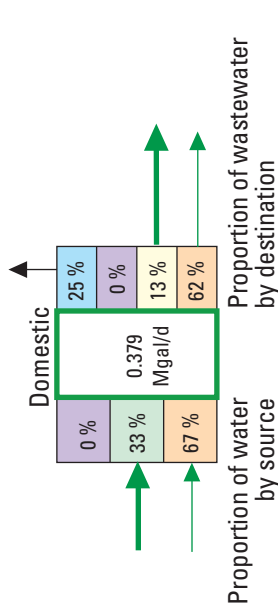 Domestic
0 %
33 %
67 %
0.379
Mgal/d
25 %
0 %
13 %
62 %
Proportion of water
by source
Proportion of wastewater
by destination